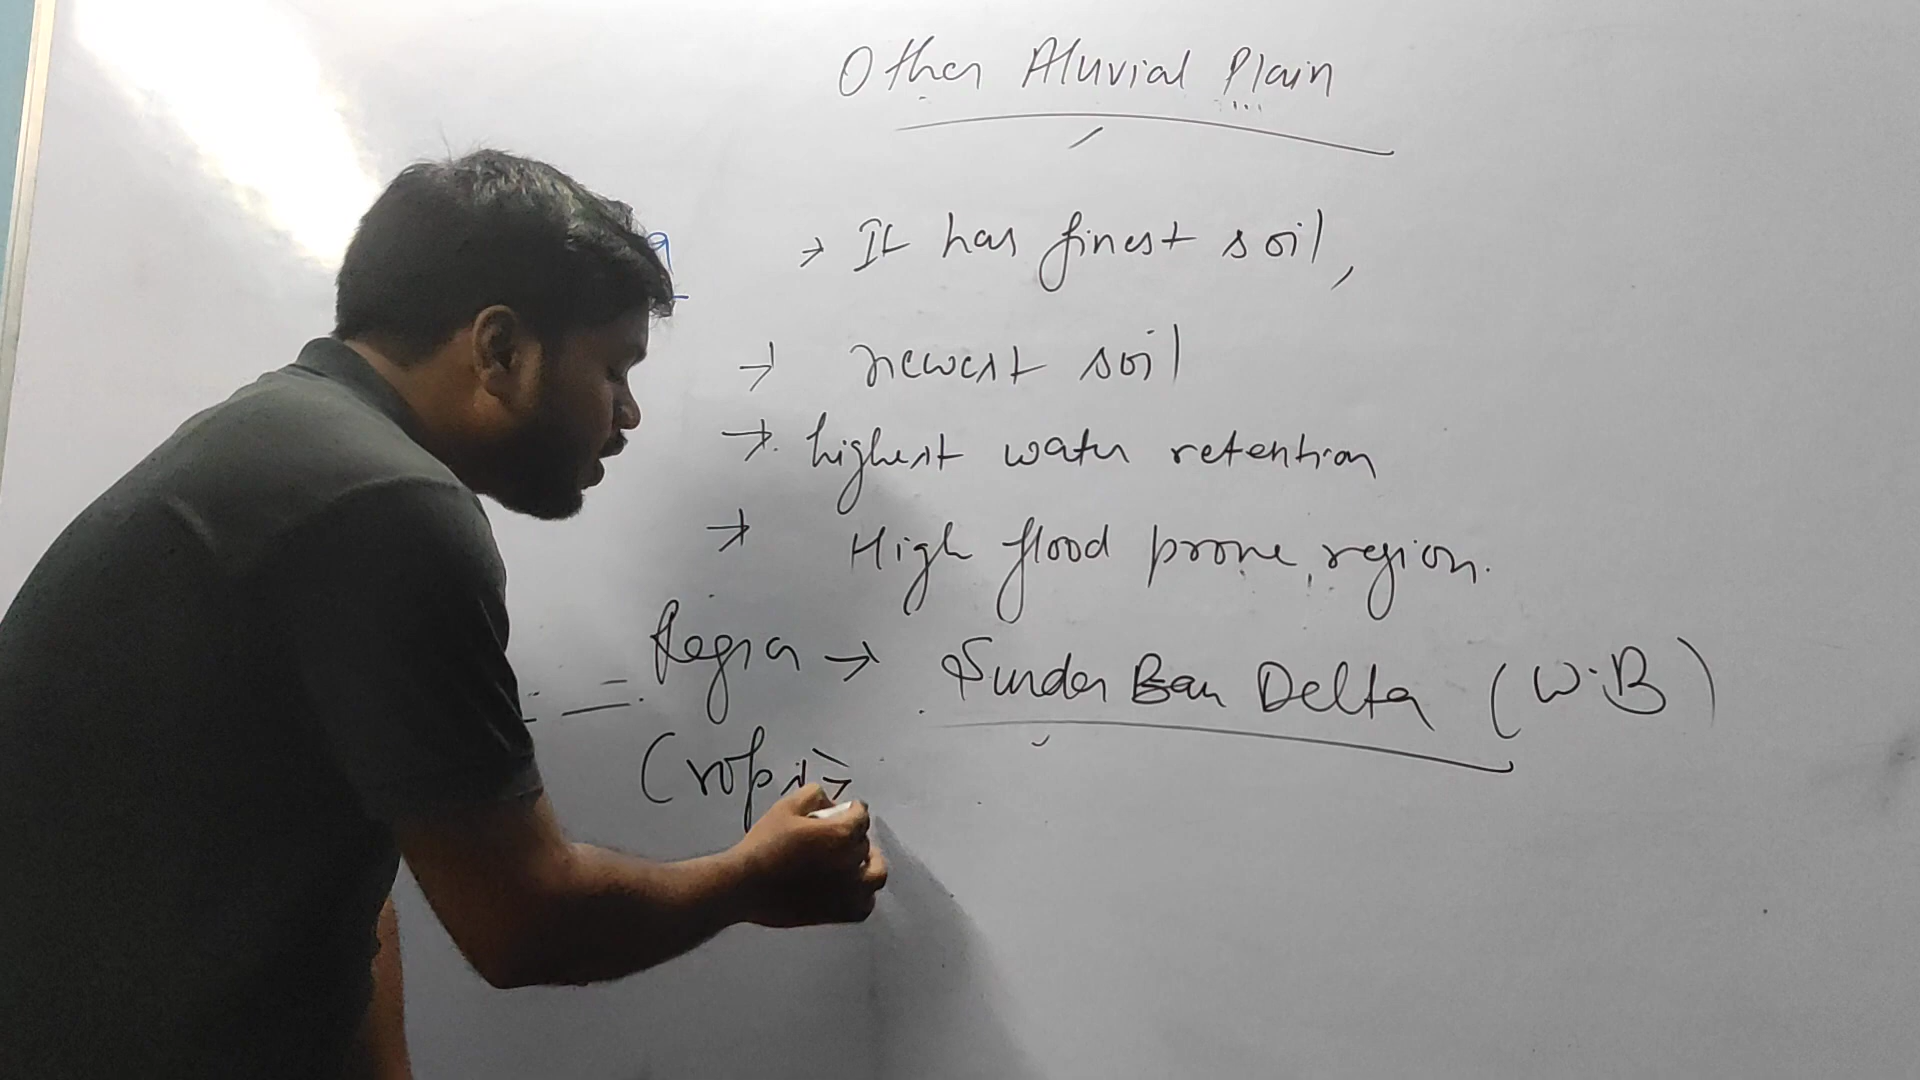 Other Aluvial Plain
→ It has finest soil,
→ newest soil
→ highest water retention
→ High flood prone region.
Region → Sunder Ban Delta (W.B)
Crops →